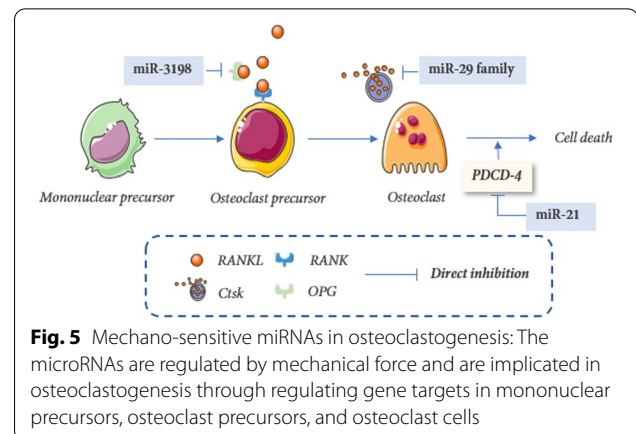 miR-3198
miR-29 family
Cell death
Mononuclear precursor
Osteoclast precursor
Osteoclast
PDCD-4
miR-21
RANKL
RANK
Direct inhibition
Ctsk
OPG
Fig. 5 Mechano-sensitive miRNAs in osteoclastogenesis: The
microRNAs are regulated by mechanical force and are implicated in
osteoclastogenesis through regulating gene targets in mononuclear
precursors, osteoclast precursors, and osteoclast cells